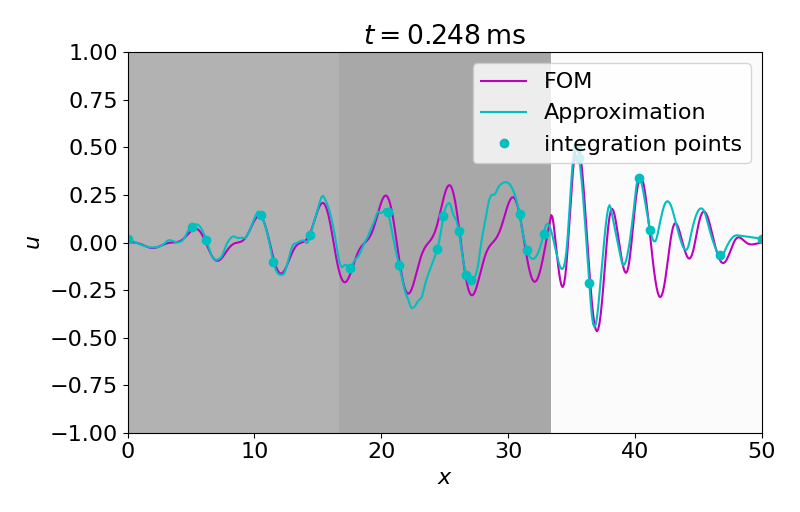 t = 0.248 ms
1.00
0.75
0.50
0.25
0.00
−0.25
−0.50
−0.75
−1.00
u
FOM
Approximation
integration points
0 10 20 30 40 50
x